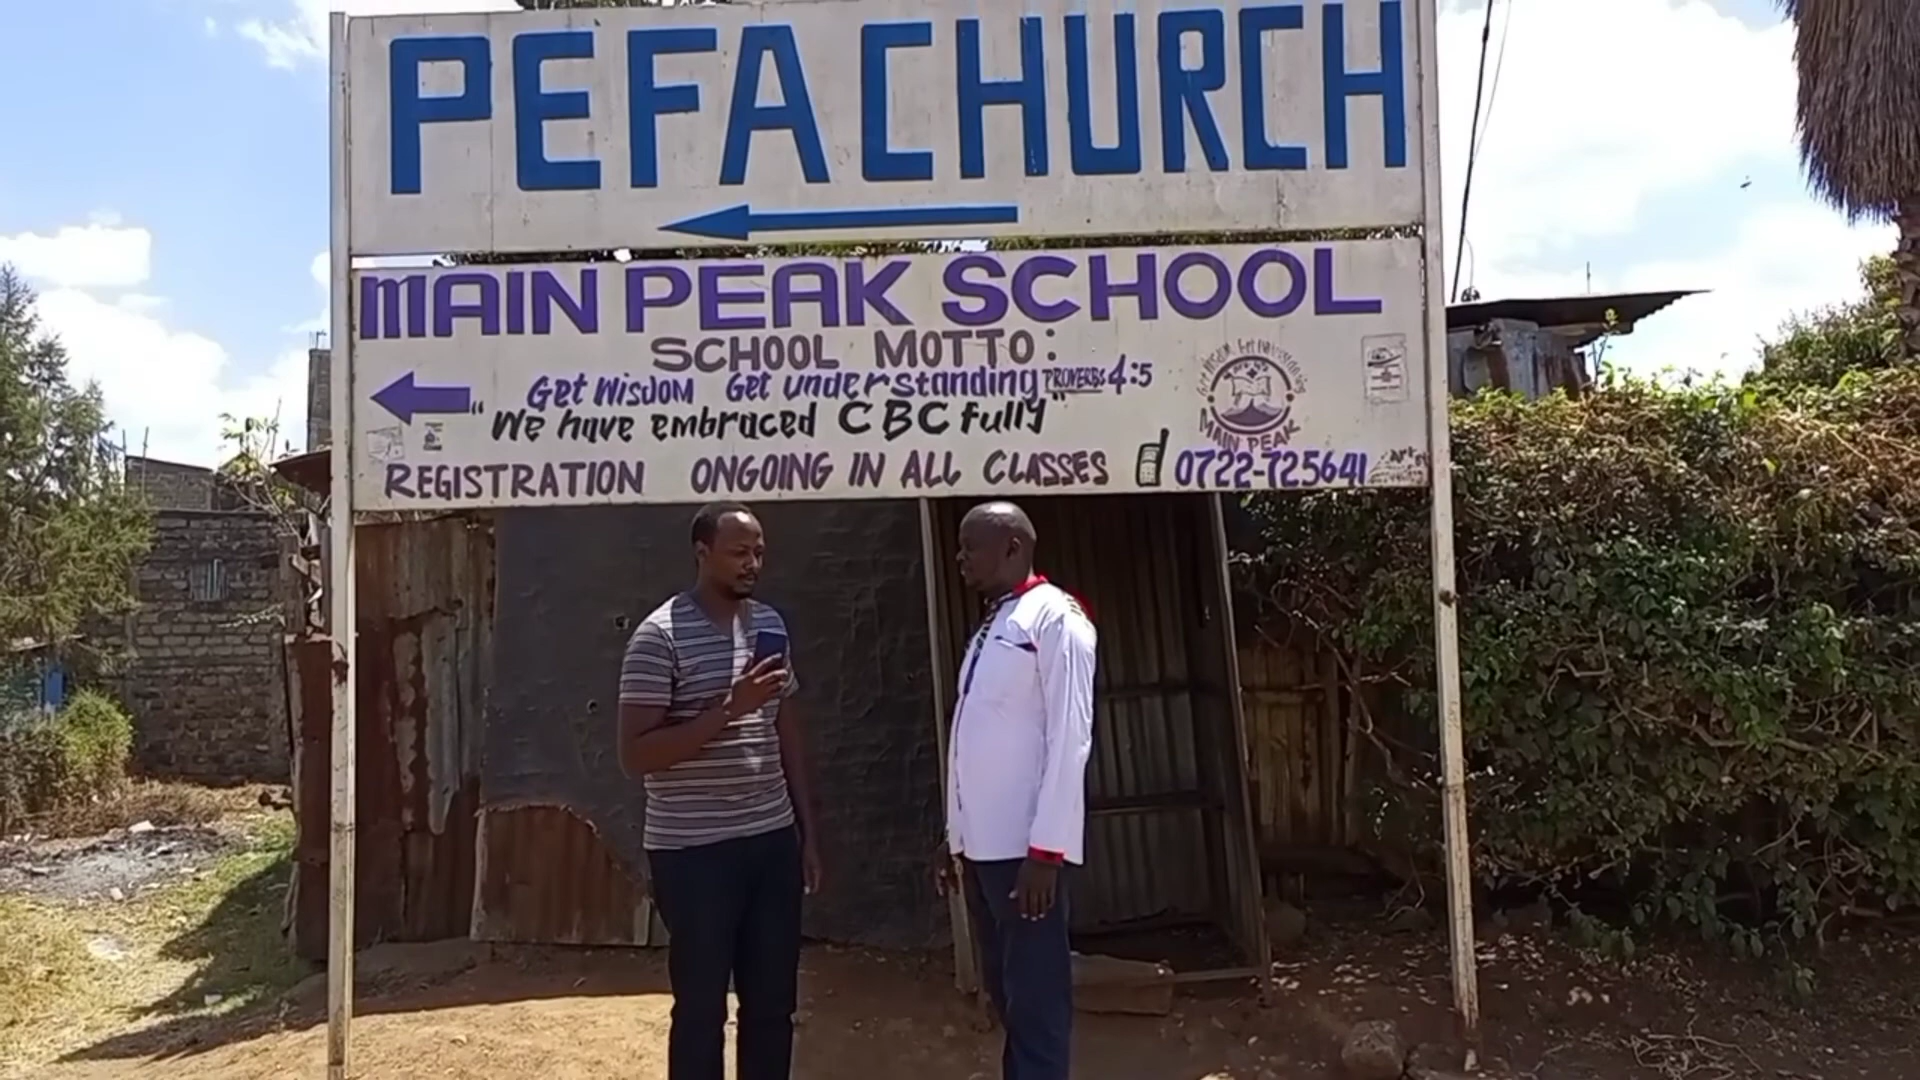 PEFA CHURCH
MAIN PEAK SCHOOL
SCHOOL MOTTO:
Get Wisdom Get understanding PROVERBS 4:5
"We have embraced CBC fully"
REGISTRATION ONGOING IN ALL CLASSES 0722-725641
MAIN PEAK